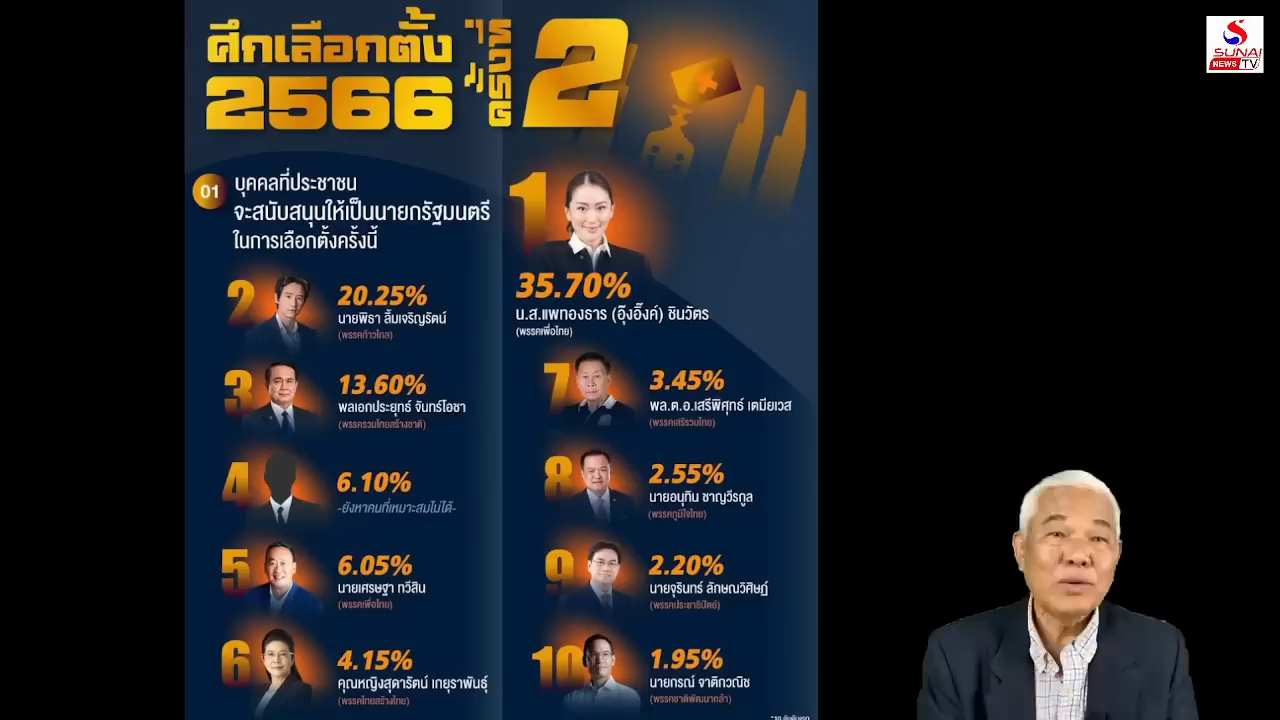 ศึกเลือกตั้ง
2566
ครั้งที่
2
SUNAI
NEWS TV
01
บุคคลที่ประชาชน
จะสนับสนุนให้เป็นนายกรัฐมนตรี
ในการเลือกตั้งครั้งนี้
1
35.70%
น.ส.แพทองธาร (อุ๊งอิ๊งค์) ชินวัตร
(พรรคเพื่อไทย)
2
20.25%
นายพิธา ลิ้มเจริญรัตน์
(พรรคก้าวไกล)
3
13.60%
พลเอกประยุทธ์ จันทร์โอชา
(พรรครวมไทยสร้างชาติ)
4
6.10%
-ยังหาคนที่เหมาะสมไม่ได้-
5
6.05%
นายเศรษฐา ทวีสิน
(พรรคเพื่อไทย)
6
4.15%
คุณหญิงสุดารัตน์ เกยุราพันธุ์
(พรรคไทยสร้างไทย)
7
3.45%
พล.ต.อ.เสรีพิศุทธ์ เตมียเวส
(พรรคเสรีรวมไทย)
8
2.55%
นายอนุทิน ชาญวีรกูล
(พรรคภูมิใจไทย)
9
2.20%
นายจุรินทร์ ลักษณวิศิษฏ์
(พรรคประชาธิปัตย์)
10
1.95%
นายกรณ์ จาติกวณิช
(พรรคชาติพัฒนากล้า)